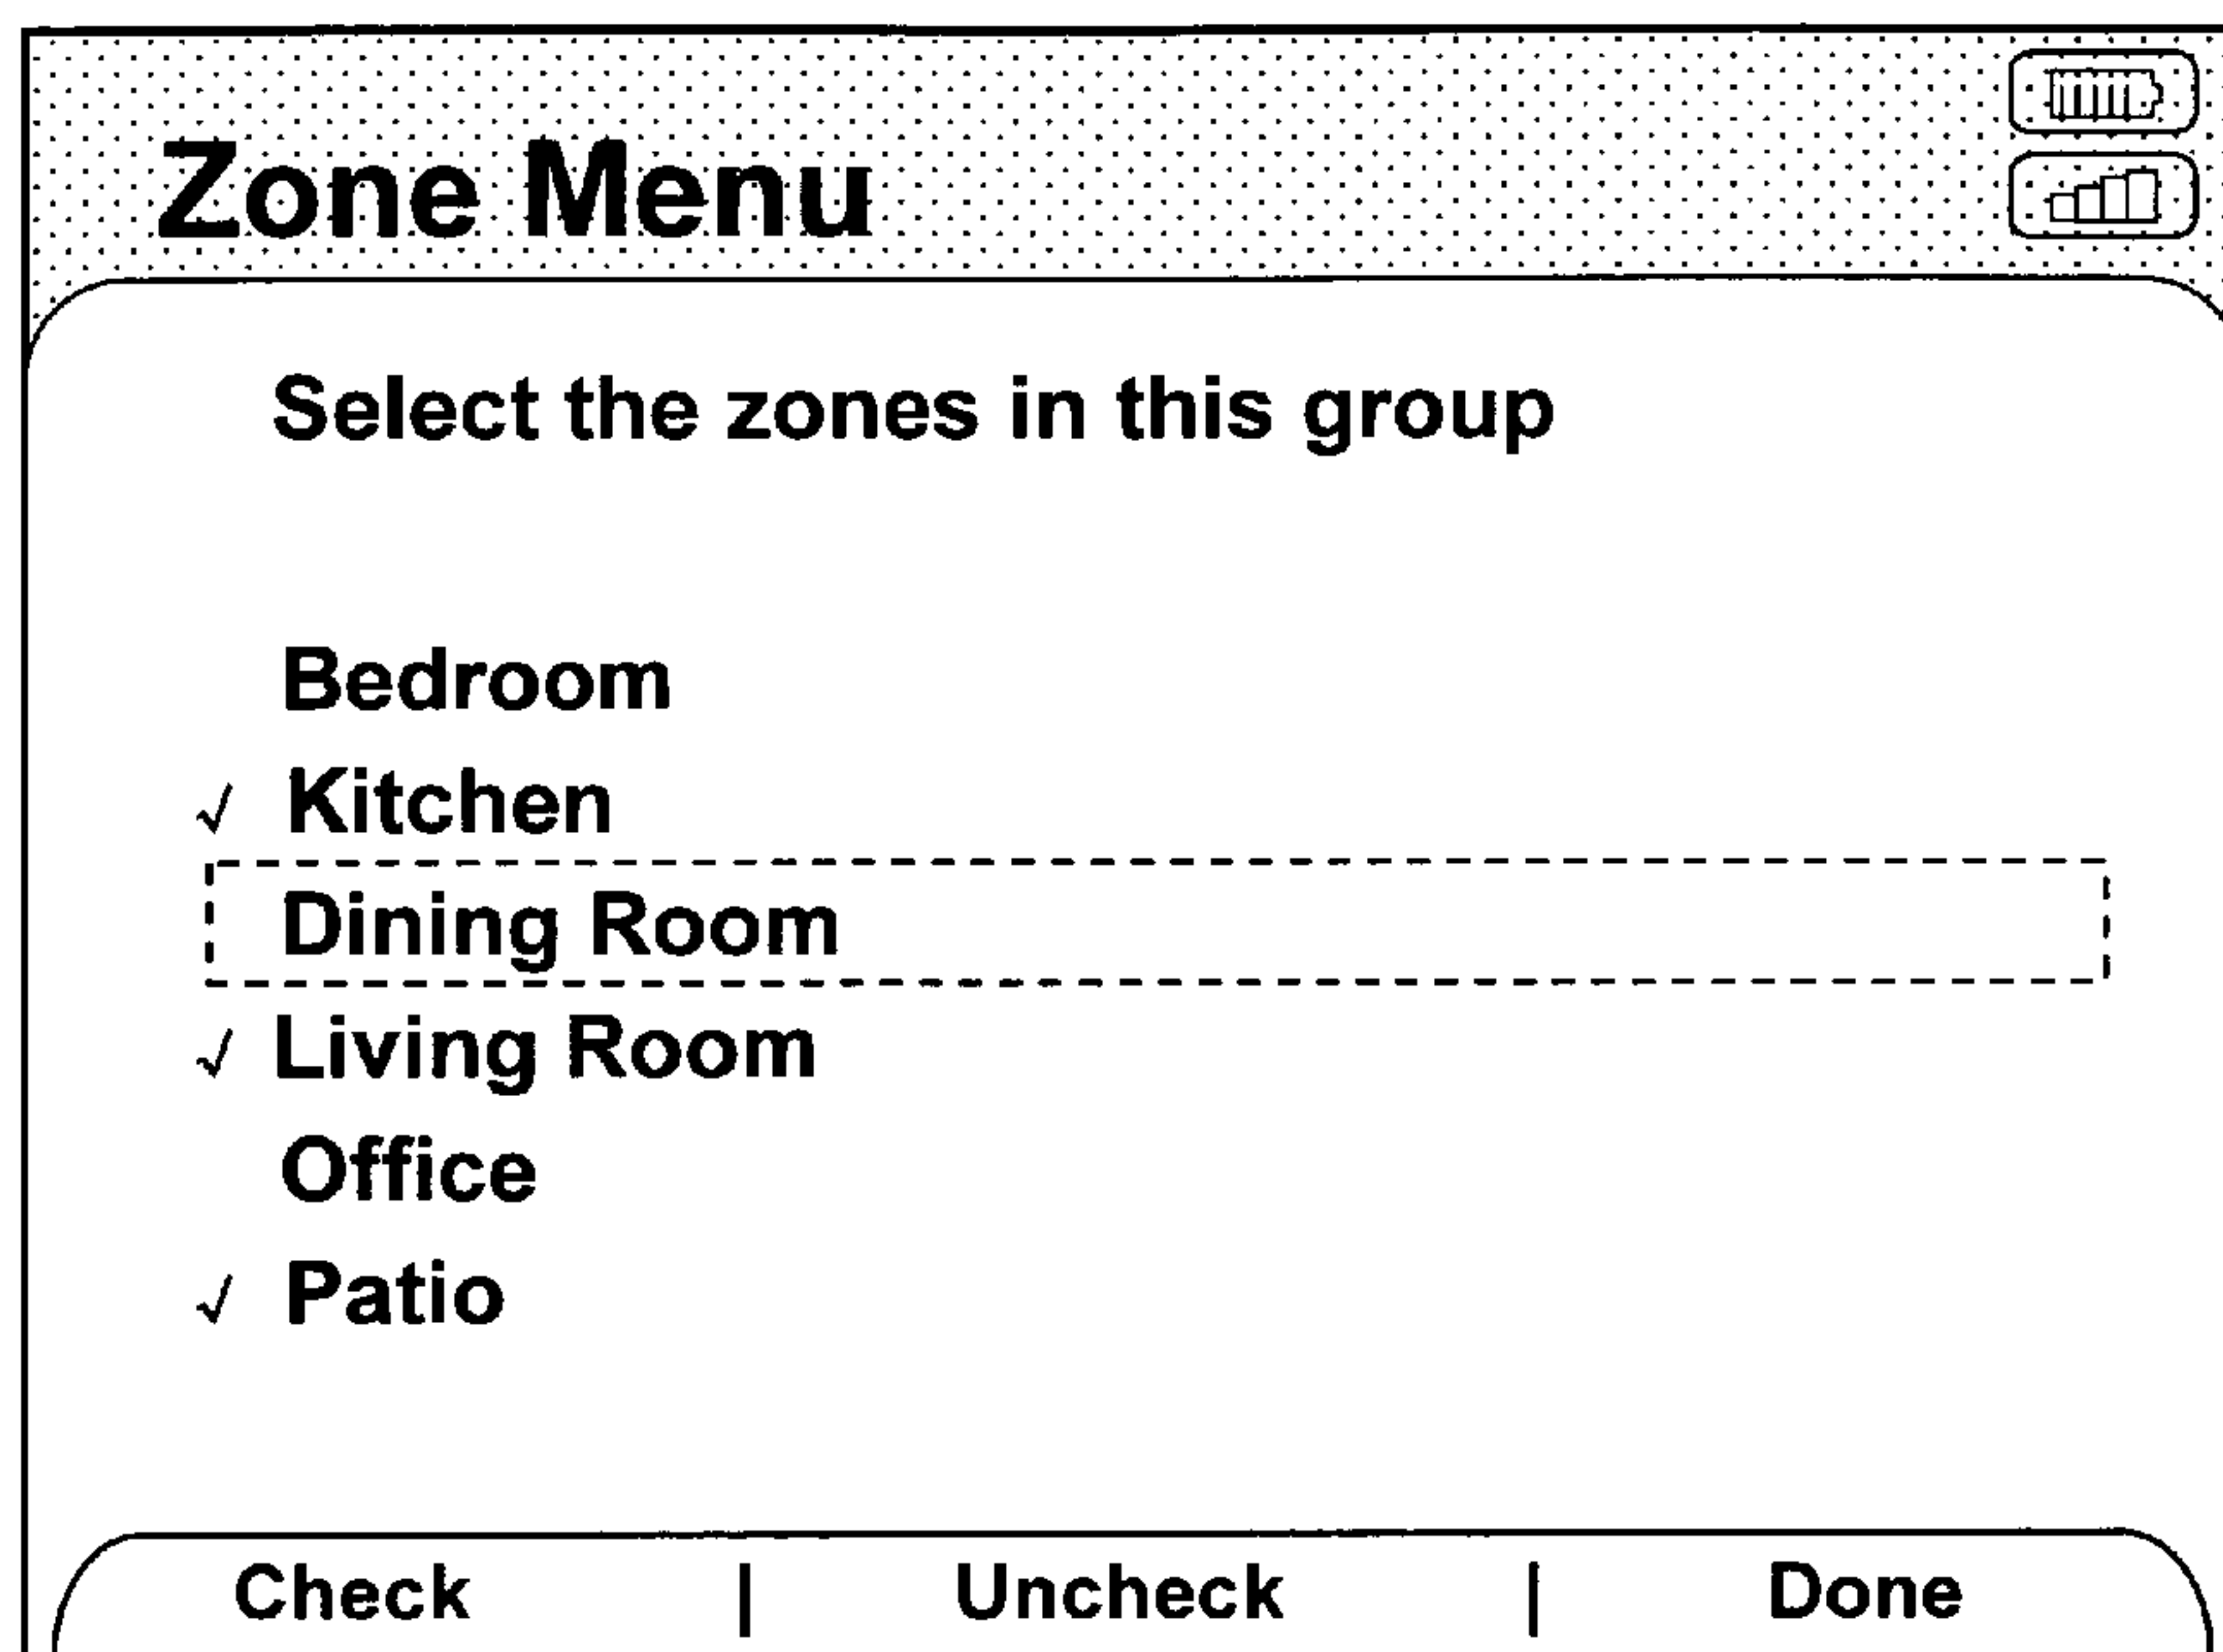 Zone Menu
Select the zones in this group
Bedroom
✓ Kitchen
Dining Room
✓ Living Room
Office
✓ Patio
Check | Uncheck | Done